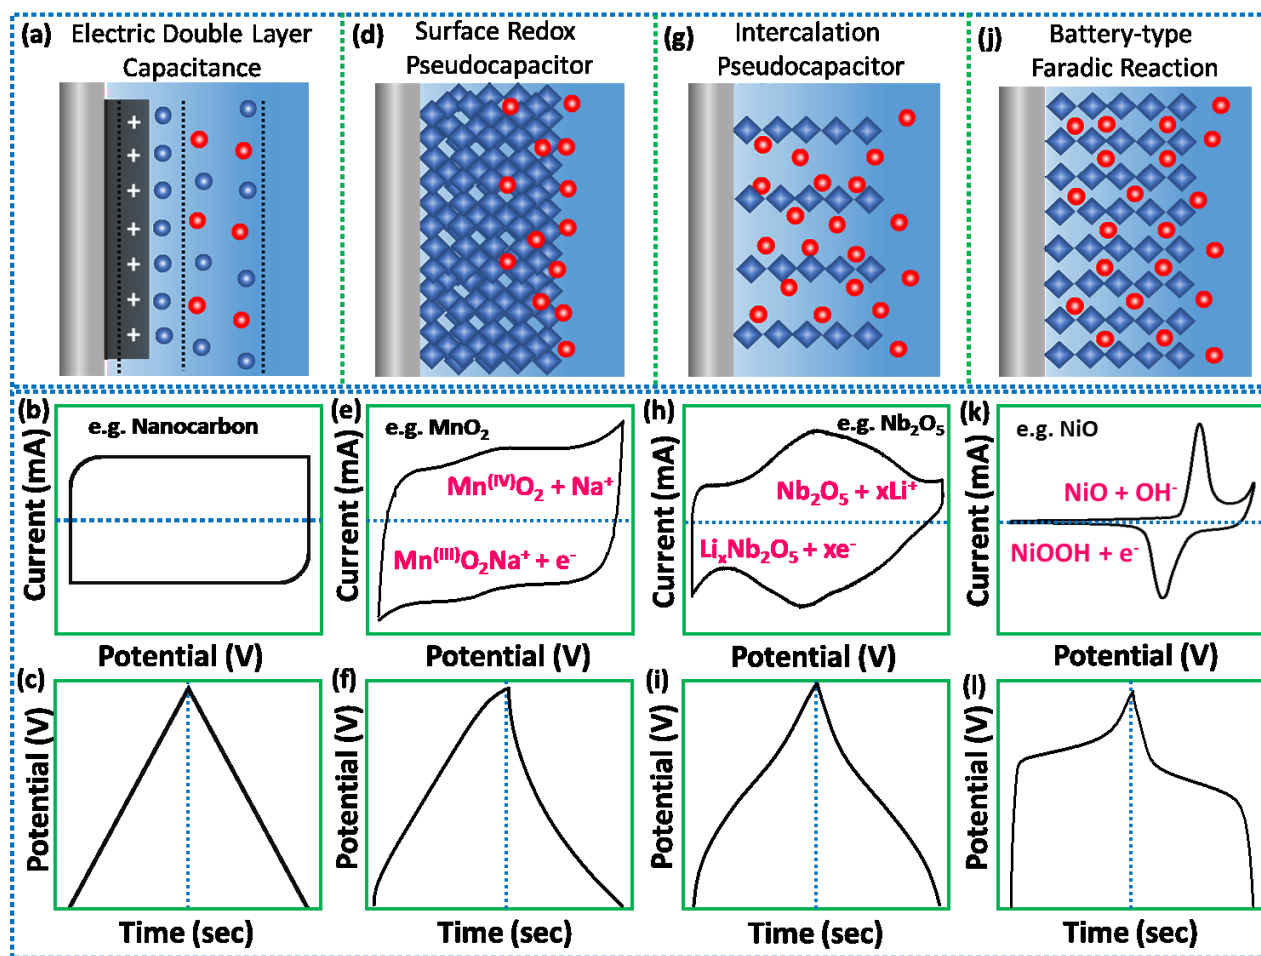 (a) Electric Double Layer
Capacitance
(d) Surface Redox
Pseudocapacitor
(g) Intercalation
Pseudocapacitor
(j) Battery-type
Faradic Reaction
+
+
+
+
+
+
+
(b)
e.g. Nanocarbon
Current (mA)
Potential (V)
(e)
e.g. MnO₂
Mn⁽ᴵⱽ⁾O₂ + Na⁺
Mn⁽ᴵᴵᴵ⁾O₂Na⁺ + e⁻
Current (mA)
Potential (V)
(h)
e.g. Nb₂O₅
Nb₂O₅ + xLi⁺
LiₓNb₂O₅ + xe⁻
Current (mA)
Potential (V)
(k)
e.g. NiO
NiO + OH⁻
NiOOH + e⁻
Current (mA)
Potential (V)
(c)
Potential (V)
Time (sec)
(f)
Potential (V)
Time (sec)
(i)
Potential (V)
Time (sec)
(l)
Potential (V)
Time (sec)